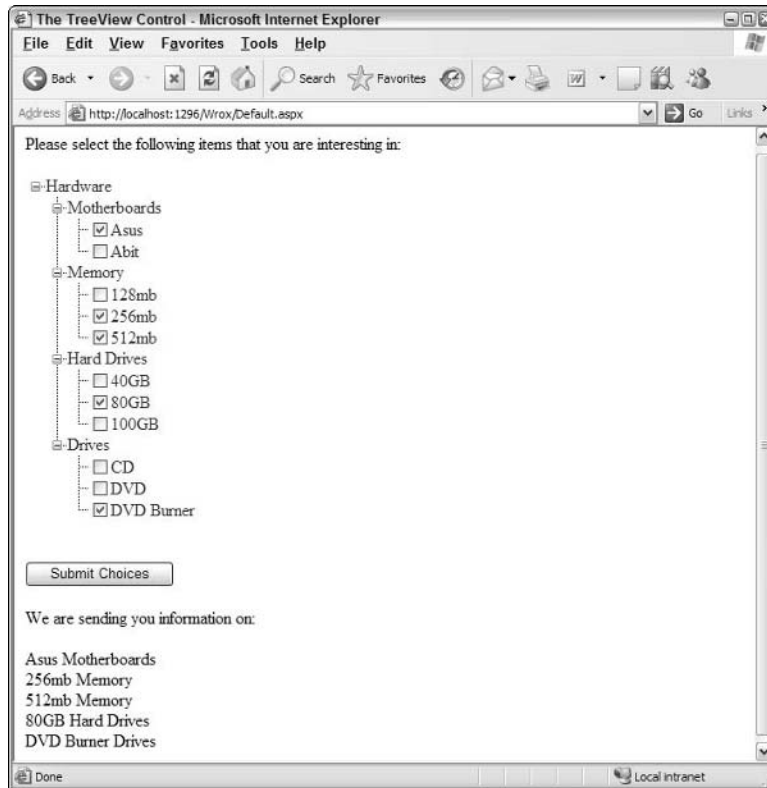 The TreeView Control - Microsoft Internet Explorer
File Edit View Favorites Tools Help
Back Search Favorites
Address http://localhost:1296/Wrox/Default.aspx Go Links
Please select the following items that you are interesting in:
Hardware
Motherboards
Asus
Abit
Memory
128mb
256mb
512mb
Hard Drives
40GB
80GB
100GB
Drives
CD
DVD
DVD Burner
Submit Choices
We are sending you information on:
Asus Motherboards
256mb Memory
512mb Memory
80GB Hard Drives
DVD Burner Drives
Done Local intranet